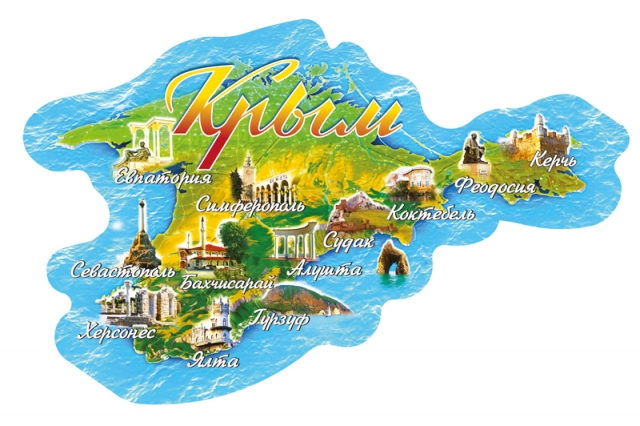 Крым
Керчь
Евпатория
Феодосия
Симферополь
Коктебель
Судак
Севастополь
Бахчисарай
Алушта
Херсонес
Гурзуф
Ялта